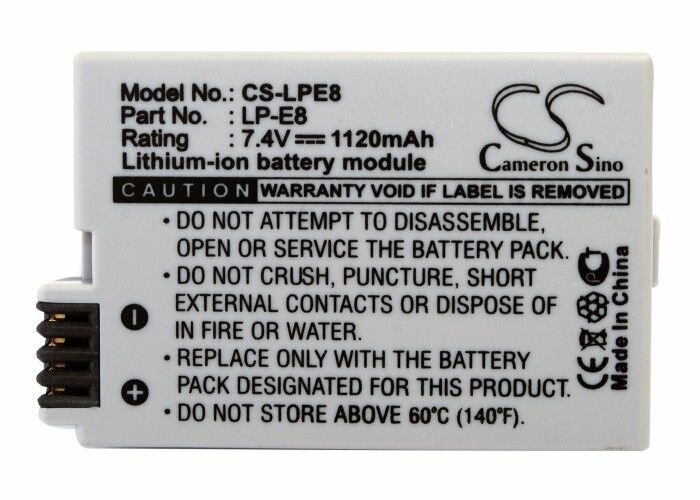 Model No.: CS-LPE8
Part No. : LP-E8
Rating : 7.4V⎓1120mAh
Lithium-ion battery module
CS
Cameron Sino
CAUTION WARRANTY VOID IF LABEL IS REMOVED
• DO NOT ATTEMPT TO DISASSEMBLE,
OPEN OR SERVICE THE BATTERY PACK.
• DO NOT CRUSH, PUNCTURE, SHORT
EXTERNAL CONTACTS OR DISPOSE OF
IN FIRE OR WATER.
• REPLACE ONLY WITH THE BATTERY
PACK DESIGNATED FOR THIS PRODUCT.
• DO NOT STORE ABOVE 60°C (140°F).
−
+
PCT
CE
Made In China